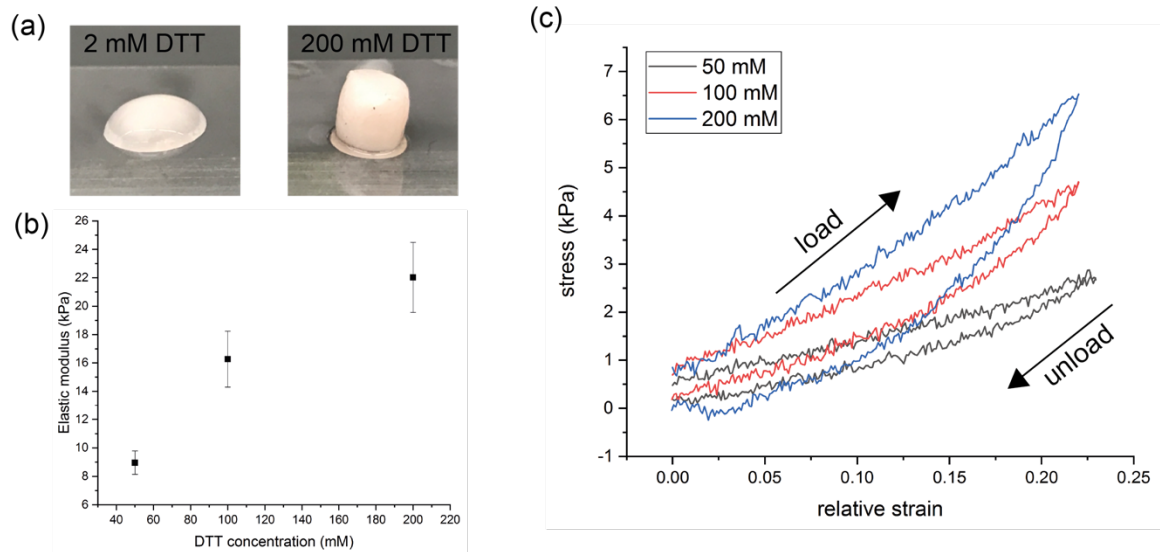 (a)
2 mM DTT
200 mM DTT
(b)
Elastic modulus (kPa)
26
24
22
20
18
16
14
12
10
8
6
40 60 80 100 120 140 160 180 200 220
DTT concentration (mM)
(c)
50 mM
100 mM
200 mM
load
unload
stress (kPa)
7
6
5
4
3
2
1
0
-1
0.00 0.05 0.10 0.15 0.20 0.25
relative strain